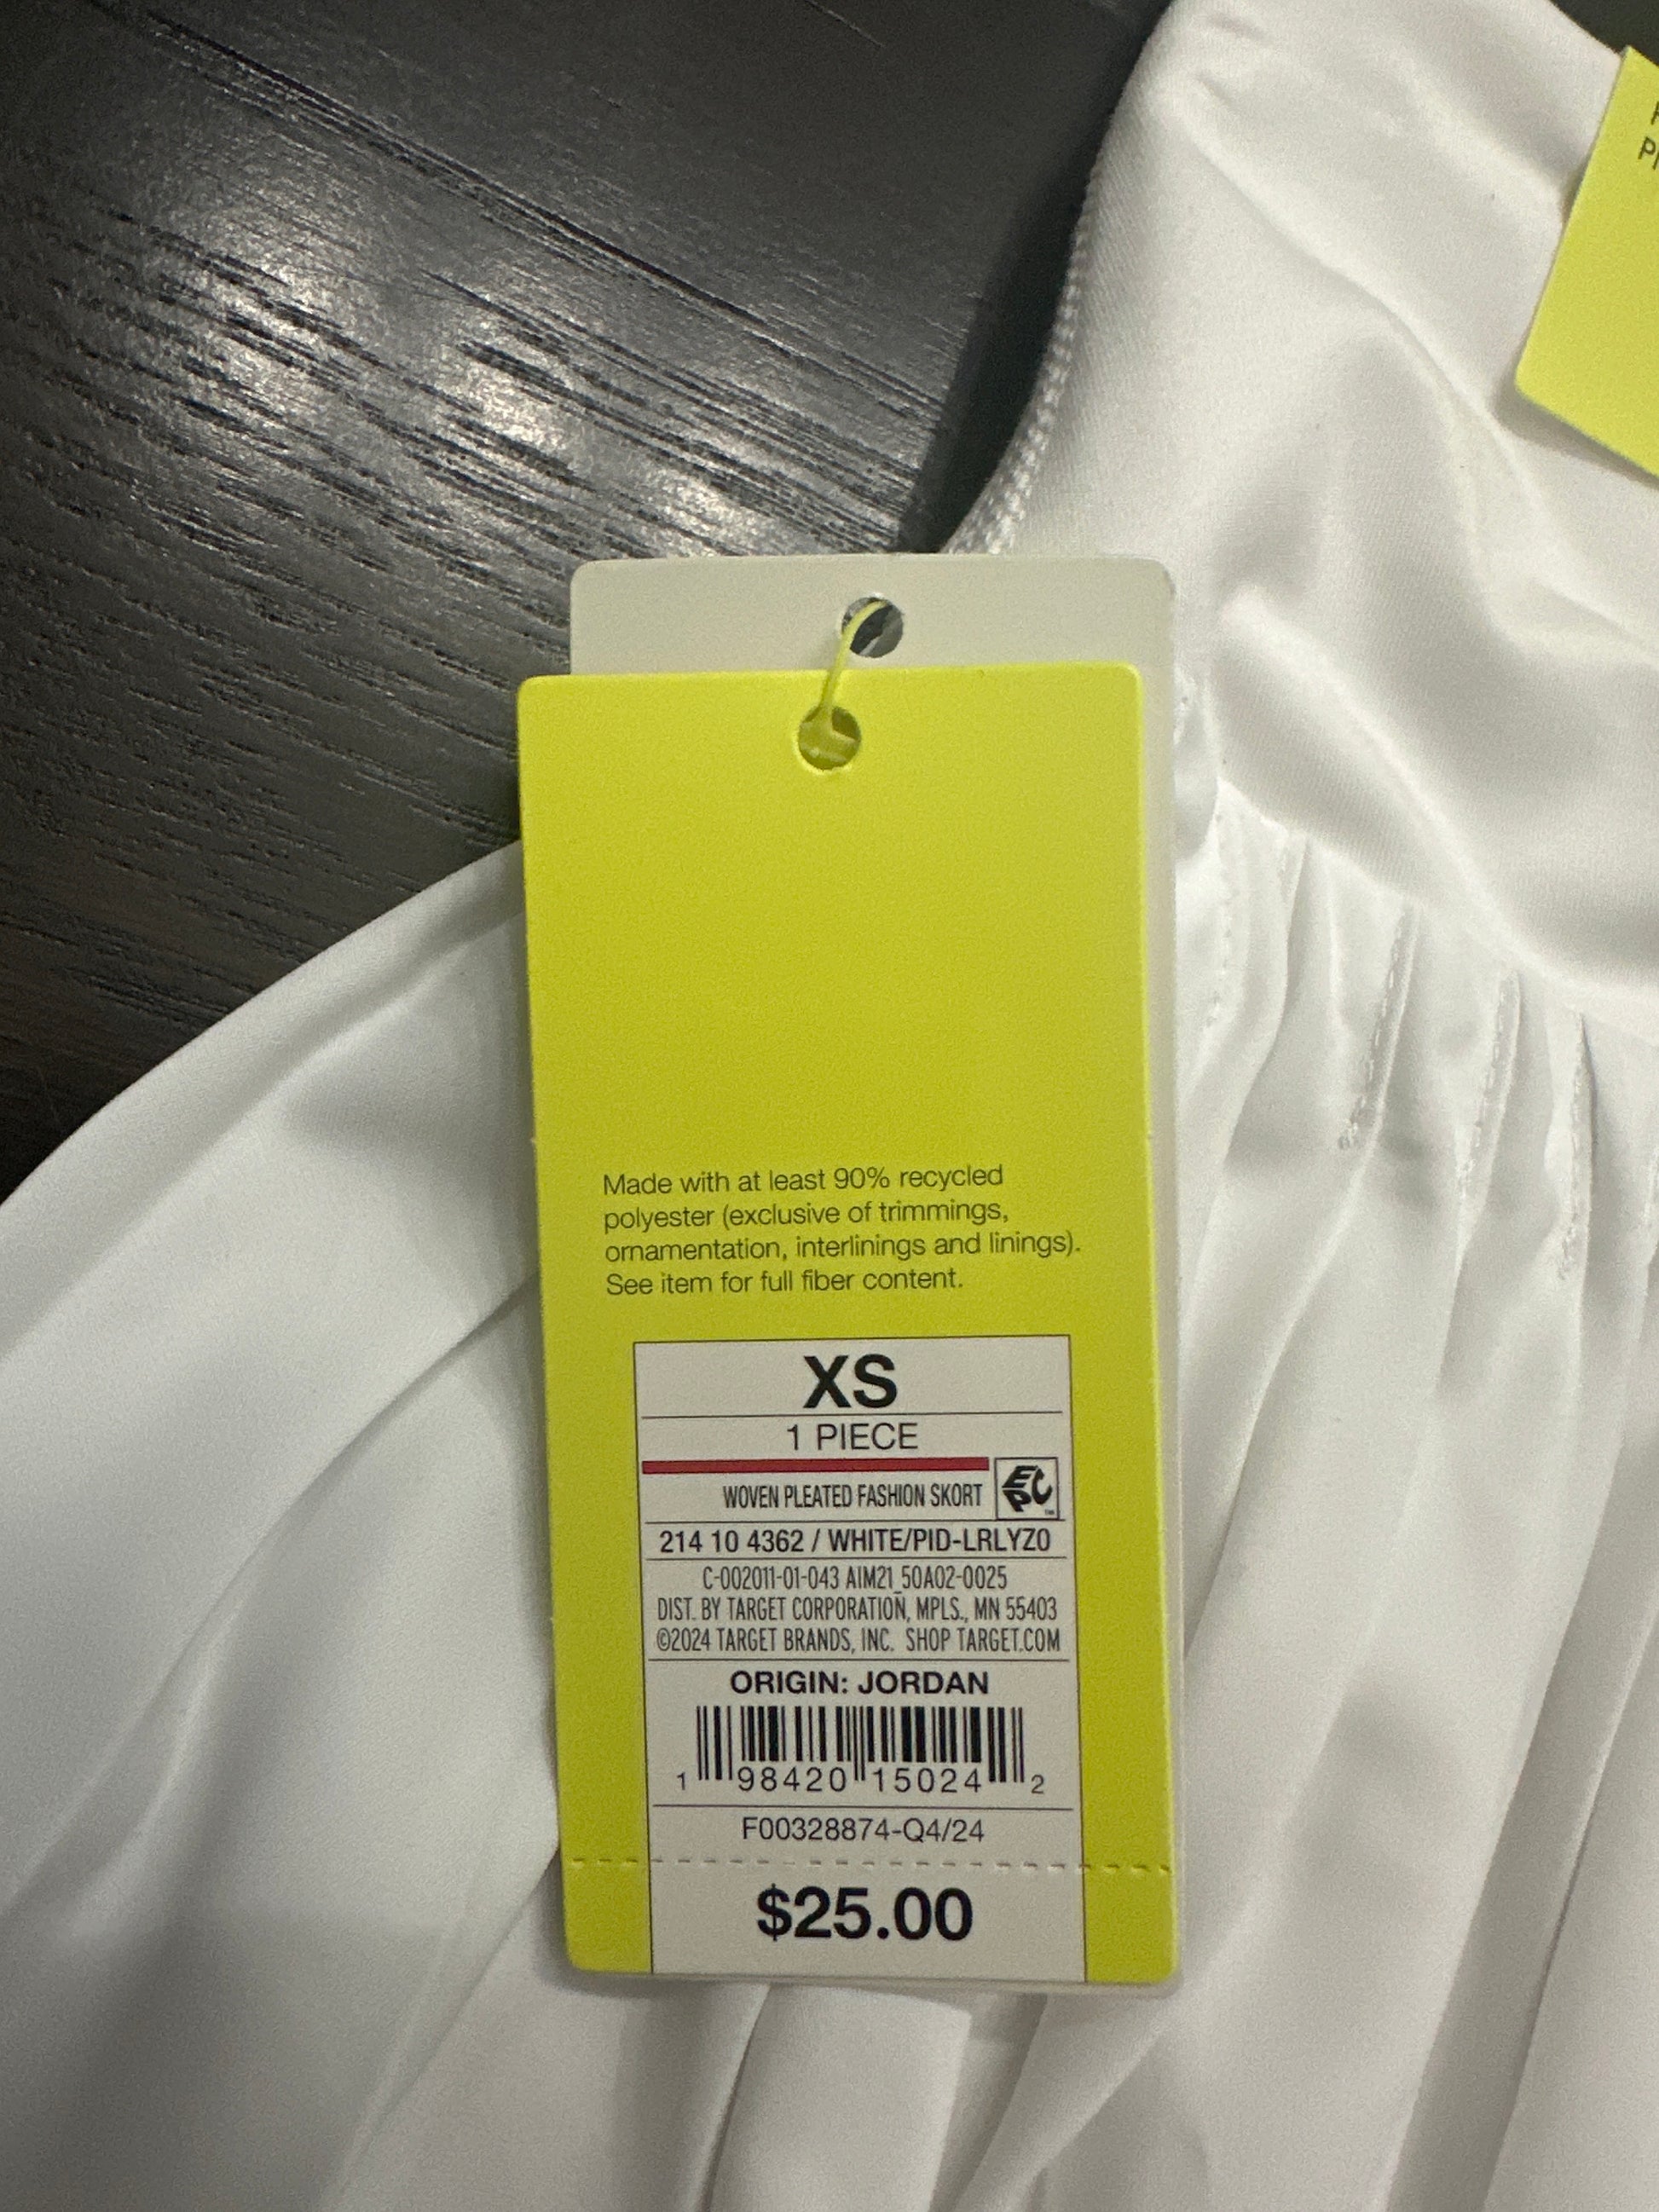 Made with at least 90% recycled
polyester (exclusive of trimmings,
ornamentation, interlinings and linings).
See item for full fiber content.
XS
1 PIECE
WOVEN PLEATED FASHION SKORT
EPC™
214 10 4362 / WHITE/PID-LRLYZ0
C-002011-01-043 AIM21_50A02-0025
DIST. BY TARGET CORPORATION, MPLS., MN 55403
©2024 TARGET BRANDS, INC. SHOP TARGET.COM
ORIGIN: JORDAN
1 98420 15024 2
F00328874-Q4/24
$25.00